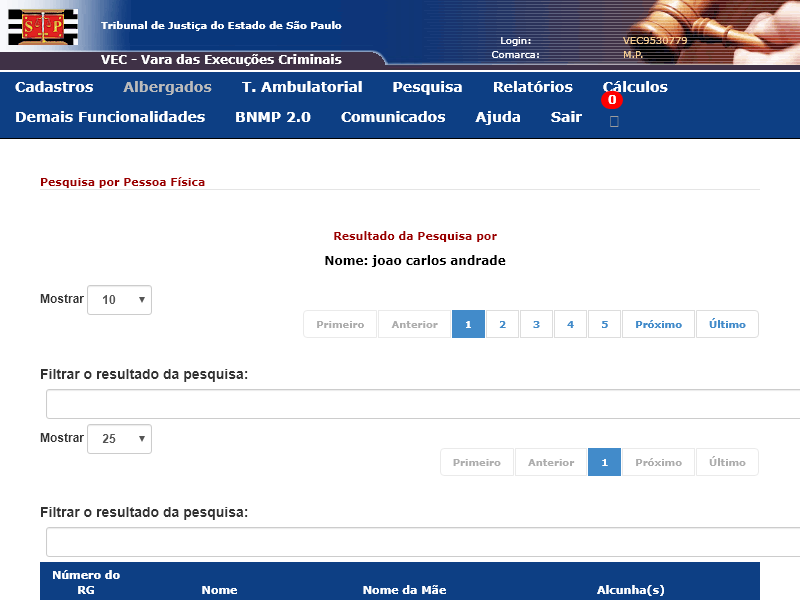 STP
Tribunal de Justiça do Estado de São Paulo
Login: VEC9530779
Comarca: M.P.
VEC - Vara das Execuções Criminais
Cadastros Albergados T. Ambulatorial Pesquisa Relatórios Cálculos
Demais Funcionalidades BNMP 2.0 Comunicados Ajuda Sair 0
Pesquisa por Pessoa Física
Resultado da Pesquisa por
Nome: joao carlos andrade
Mostrar 10
Primeiro Anterior 1 2 3 4 5 Próximo Último
Filtrar o resultado da pesquisa:
Mostrar 25
Primeiro Anterior 1 Próximo Último
Filtrar o resultado da pesquisa:
Número do
RG Nome Nome da Mãe Alcunha(s)